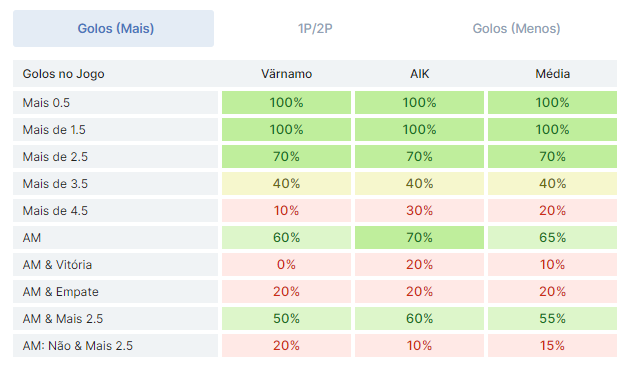 Golos (Mais) 1P/2P Golos (Menos)
Golos no Jogo Värnamo AIK Média
Mais 0.5 100% 100% 100%
Mais de 1.5 100% 100% 100%
Mais de 2.5 70% 70% 70%
Mais de 3.5 40% 40% 40%
Mais de 4.5 10% 30% 20%
AM 60% 70% 65%
AM & Vitória 0% 20% 10%
AM & Empate 20% 20% 20%
AM & Mais 2.5 50% 60% 55%
AM: Não & Mais 2.5 20% 10% 15%